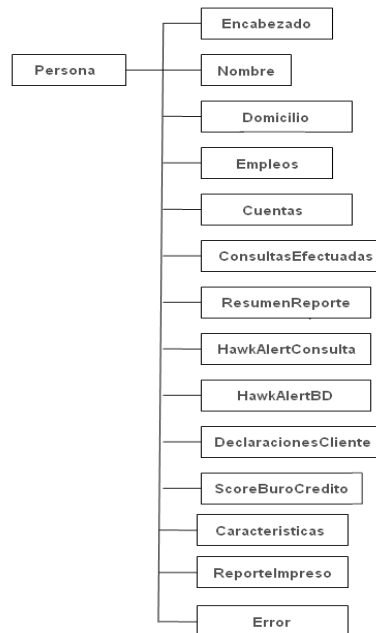 Encabezado
Persona
Nombre
Domicilio
Empleos
Cuentas
ConsultasEfectuadas
ResumenReporte
HawkAlertConsulta
HawkAlertBD
DeclaracionesCliente
ScoreBuroCredito
Caracteristicas
ReporteImpreso
Error